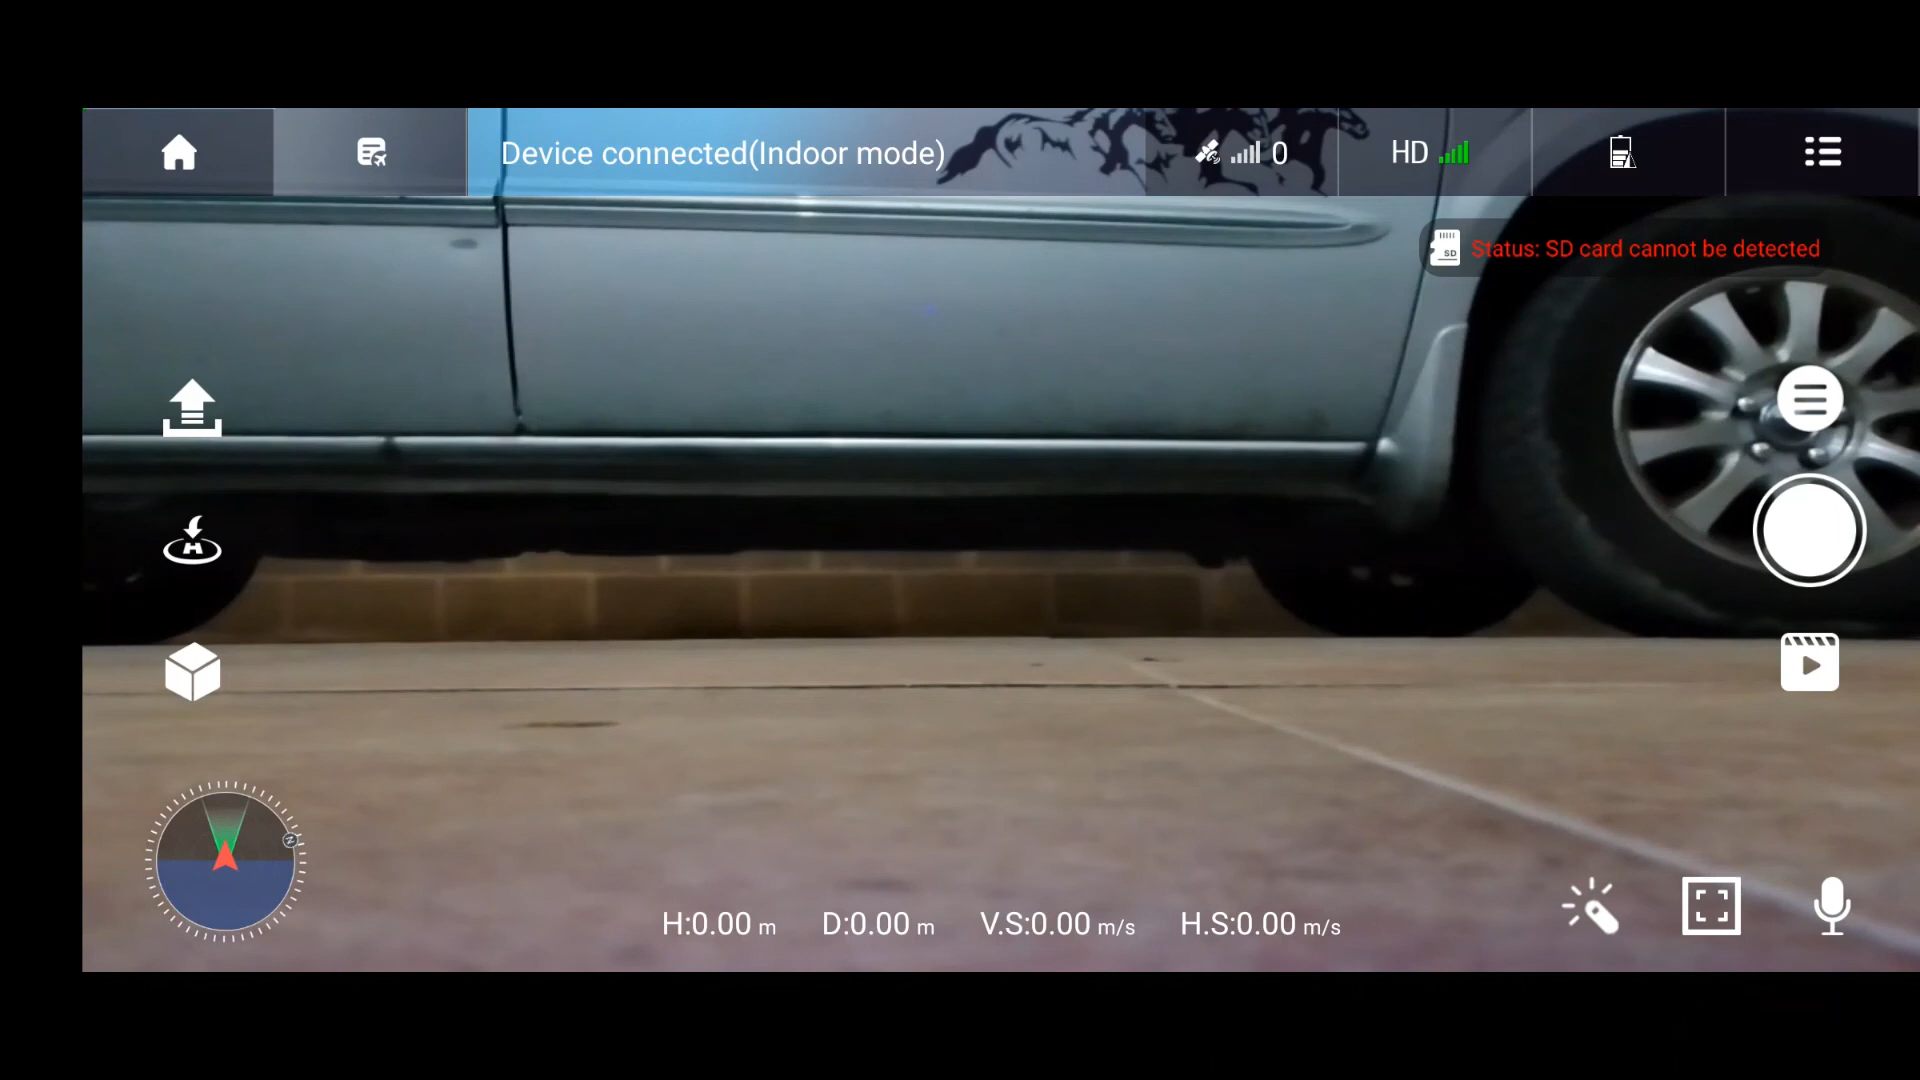 Device connected(Indoor mode)
0
HD
SD
Status: SD card cannot be detected
H
N
H:0.00 m
D:0.00 m
V.S:0.00 m/s
H.S:0.00 m/s